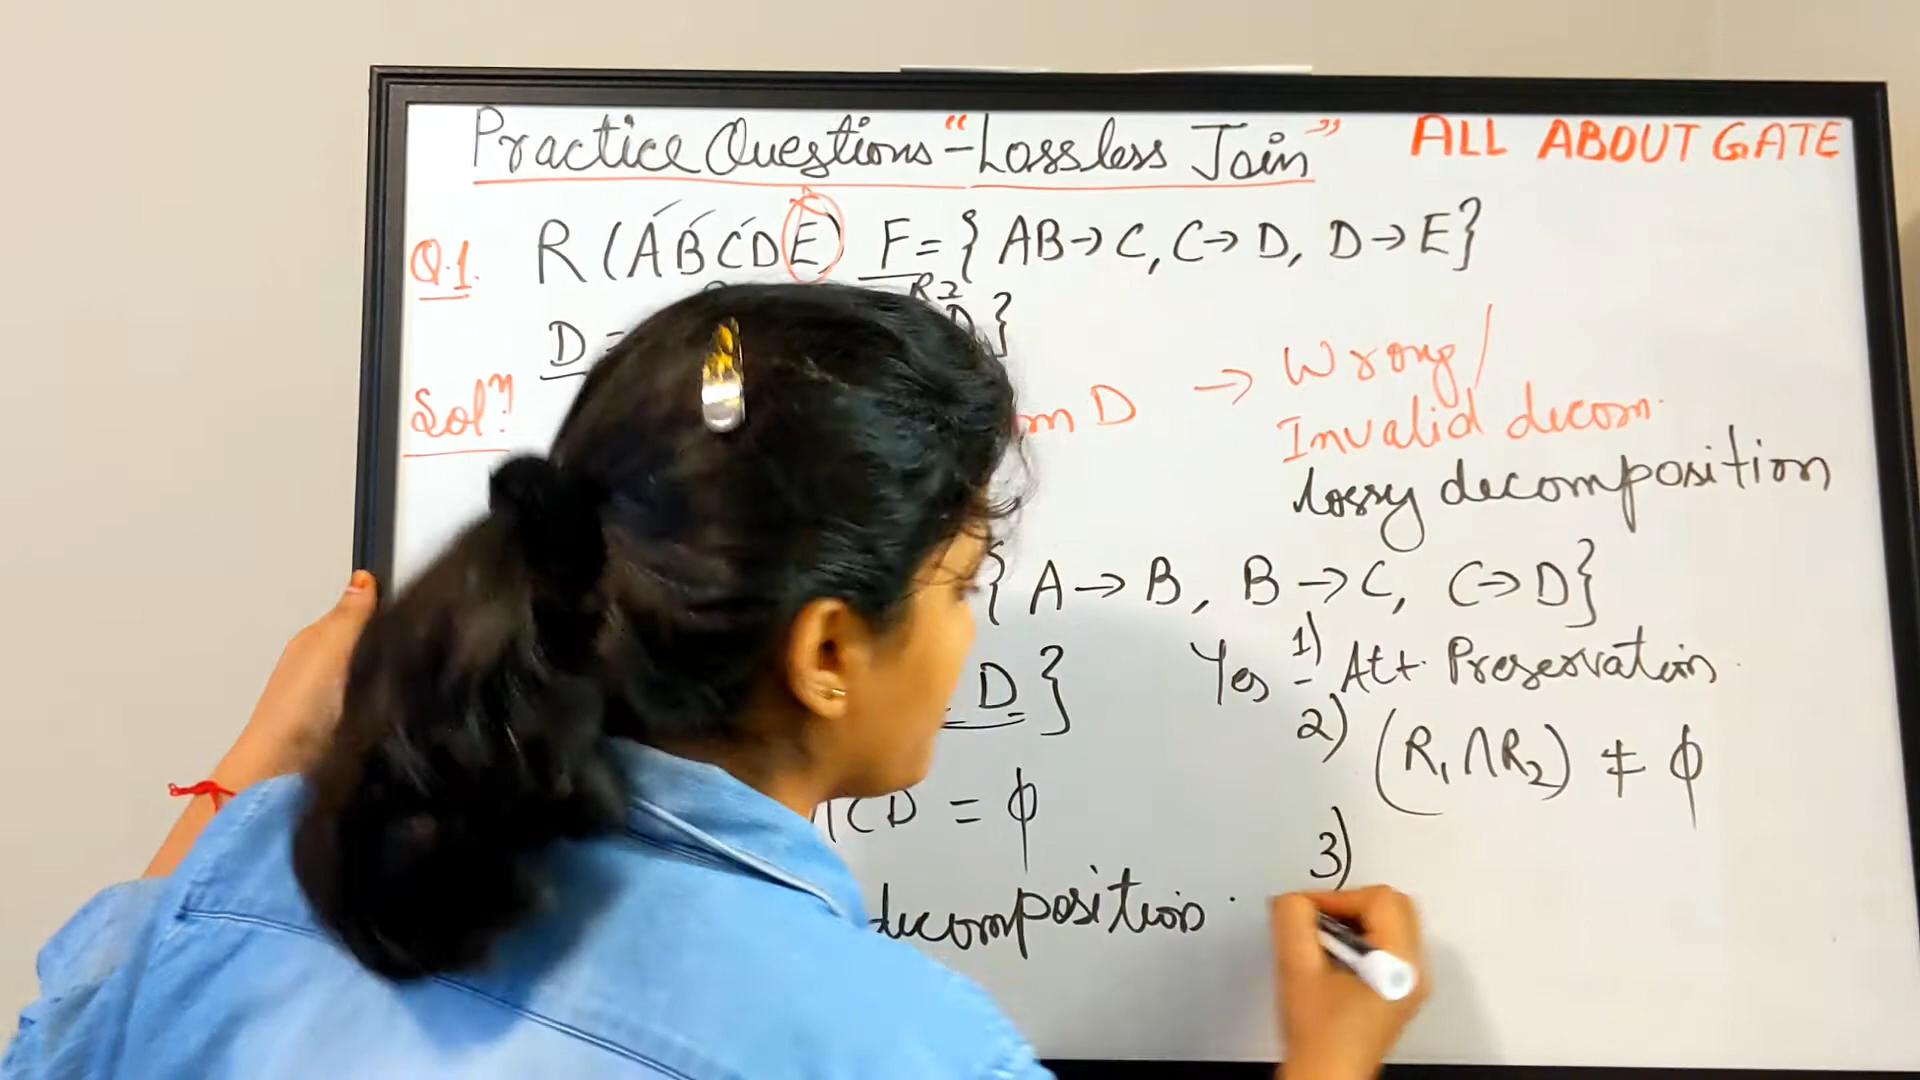 Practice Questions - "Lossless Join" ALL ABOUT GATE
Q.1. R(ABCDE) F = { AB→C, C→D, D→E}
R2
D = D }
Solⁿ: m D → Wrong/
Invalid decom.
lossy decomposition
{ A→B, B→C, C→D}
D } Yes 1) - Att. Preservation.
2) (R₁∩R₂) ≠ ϕ
∩CD = ϕ
3)
decomposition.